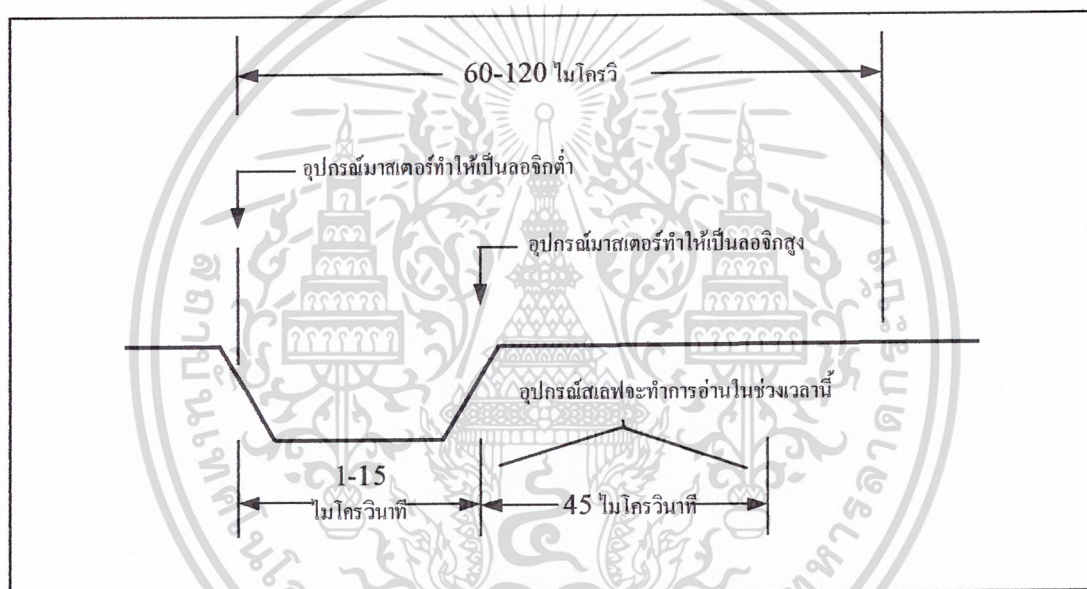 60-120 ไมโครวิ
อุปกรณ์มาสเตอร์ทำให้เป็นลอจิกต่ำ
อุปกรณ์มาสเตอร์ทำให้เป็นลอจิกสูง
อุปกรณ์สเลฟจะทำการอ่านในช่วงเวลานี้
1-15
ไมโครวินาที
45 ไมโครวินาที